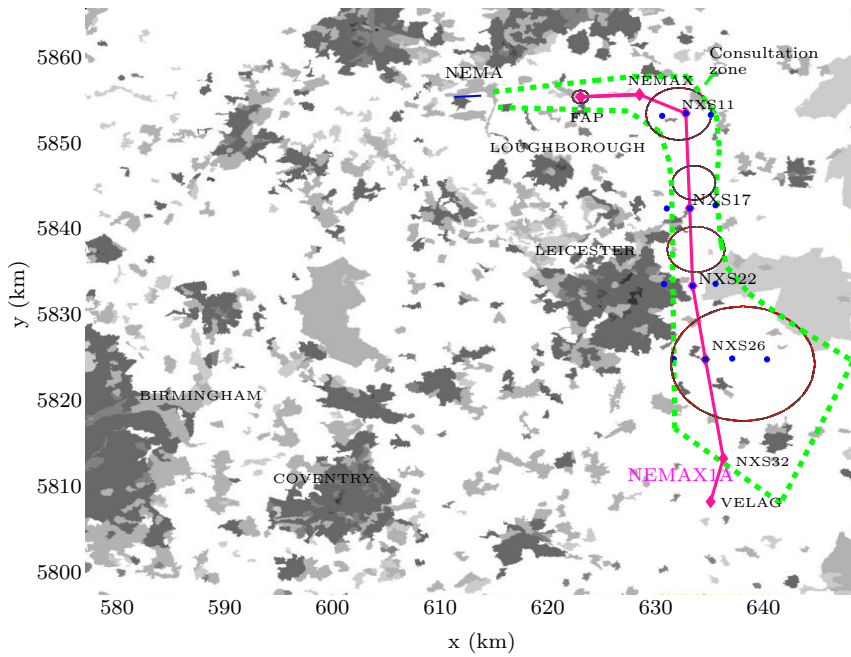 5860
5850
5840
5830
5820
5810
5800
y (km)
Consultation
zone
NEMA
NEMAX
NXS11
FAP
LOUGHBOROUGH
NXS17
LEICESTER
NXS22
NXS26
BIRMINGHAM
NXS32
NEMAX1A
COVENTRY
VELAG
580
590
600
610
620
630
640
x (km)